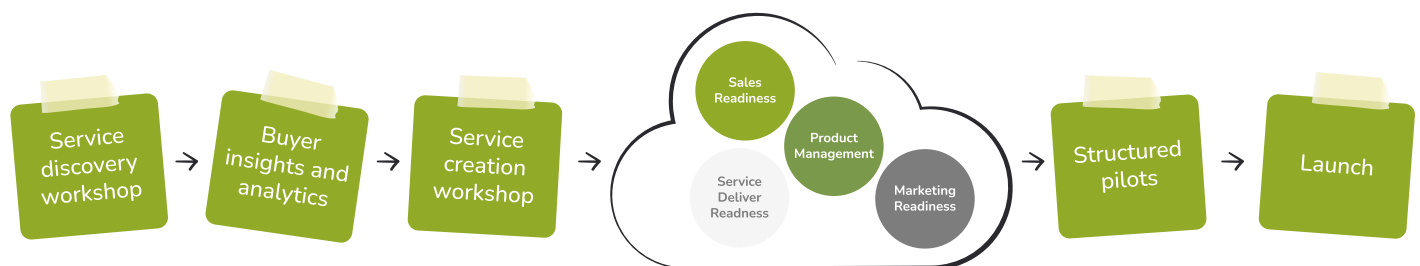 Service
discovery
workshop
Buyer
insights and
analytics
Service
creation
workshop
Sales
Readiness
Product
Management
Service
Deliver
Readness
Marketing
Readiness
Structured
pilots
Launch